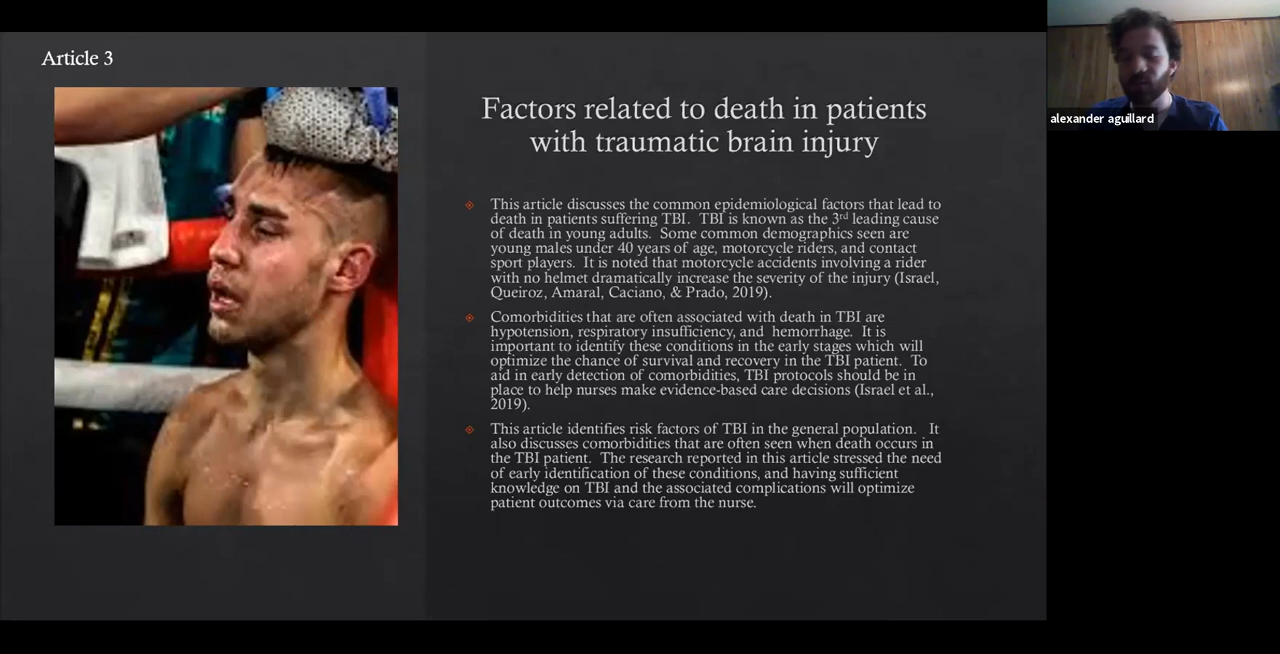 Article 3
alexander aguillard
Factors related to death in patients
with traumatic brain injury
This article discusses the common epidemiological factors that lead to
death in patients suffering TBI. TBI is known as the 3rd leading cause
of death in young adults. Some common demographics seen are
young males under 40 years of age, motorcycle riders, and contact
sport players. It is noted that motorcycle accidents involving a rider
with no helmet dramatically increase the severity of the injury (Israel,
Queiroz, Amaral, Caciano, & Prado, 2019).
Comorbidities that are often associated with death in TBI are
hypotension, respiratory insufficiency, and hemorrhage. It is
important to identify these conditions in the early stages which will
optimize the chance of survival and recovery in the TBI patient. To
aid in early detection of comorbidities, TBI protocols should be in
place to help nurses make evidence-based care decisions (Israel et al.,
2019).
This article identifies risk factors of TBI in the general population. It
also discusses comorbidities that are often seen when death occurs in
the TBI patient. The research reported in this article stressed the need
of early identification of these conditions, and having sufficient
knowledge on TBI and the associated complications will optimize
patient outcomes via care from the nurse.